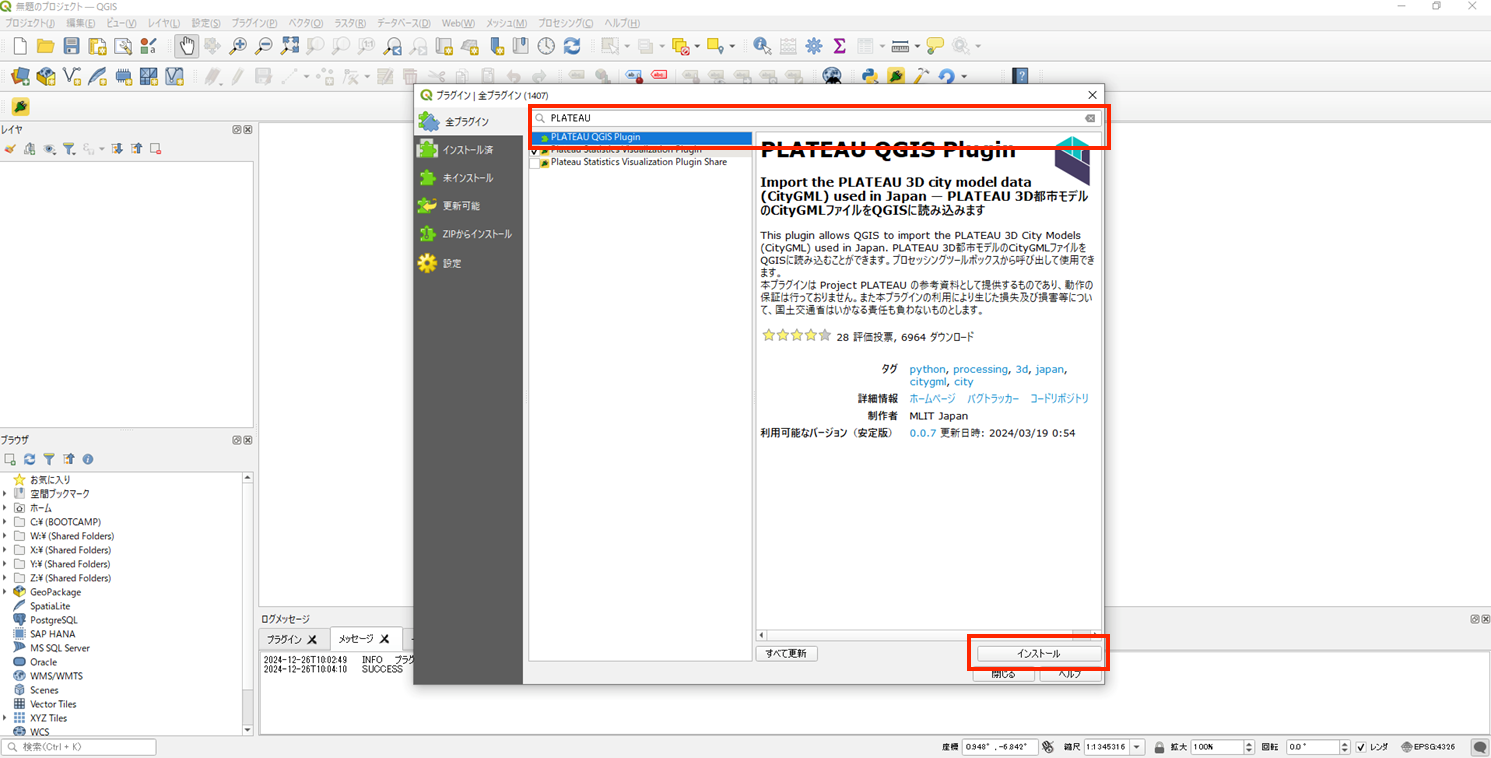 無題のプロジェクト — QGIS
プロジェクト(J) 編集(E) ビュー(V) レイヤ(L) 設定(S) プラグイン(P) ベクタ(O) ラスタ(R) データベース(D) Web(W) メッシュ(M) プロセシング(C) ヘルプ(H)
プラグイン | 全プラグイン (1407)
全プラグイン
インストール済
未インストール
更新可能
ZIPからインストール
設定
PLATEAU
PLATEAU QGIS Plugin
Plateau Statistics Visualization Plugin
Plateau Statistics Visualization Plugin Share
PLATEAU QGIS Plugin
Import the PLATEAU 3D city model data
(CityGML) used in Japan — PLATEAU 3D都市モデル
のCityGMLファイルをQGISに読み込みます
This plugin allows QGIS to import the PLATEAU 3D City Models
(CityGML) used in Japan. PLATEAU 3D都市モデルのCityGMLファイルを
QGISに読み込むことができます。プロセッシングツールボックスから呼び出して使用でき
ます。
本プラグインは Project PLATEAU の参考資料として提供するものであり、動作の
保証は行っておりません。また本プラグインの利用により生じた損失及び損害等につい
て、国土交通省はいかなる責任も負わないものとします。
28 評価投票, 6964 ダウンロード
タグ python, processing, 3d, japan,
citygml, city
詳細情報 ホームページ バグトラッカー コードリポジトリ
制作者 MLIT Japan
利用可能なバージョン（安定版） 0.0.7 更新日時: 2024/03/19 0:54
すべて更新
インストール
閉じる
ヘルプ
レイヤ
ブラウザ
お気に入り
空間ブックマーク
ホーム
C:¥ (BOOTCAMP)
W:¥ (Shared Folders)
X:¥ (Shared Folders)
Y:¥ (Shared Folders)
Z:¥ (Shared Folders)
GeoPackage
SpatiaLite
PostgreSQL
SAP HANA
MS SQL Server
Oracle
WMS/WMTS
Scenes
Vector Tiles
XYZ Tiles
WCS
ログメッセージ
プラグイン
メッセージ
2024-12-26T10:02:49 INFO プラグ
2024-12-26T10:04:10 SUCCESS
検索(Ctrl + K)
座標 0.948° ,-6.842° 縮尺 1:1345316 拡大 100% 回転 0.0° レンダ EPSG:4326